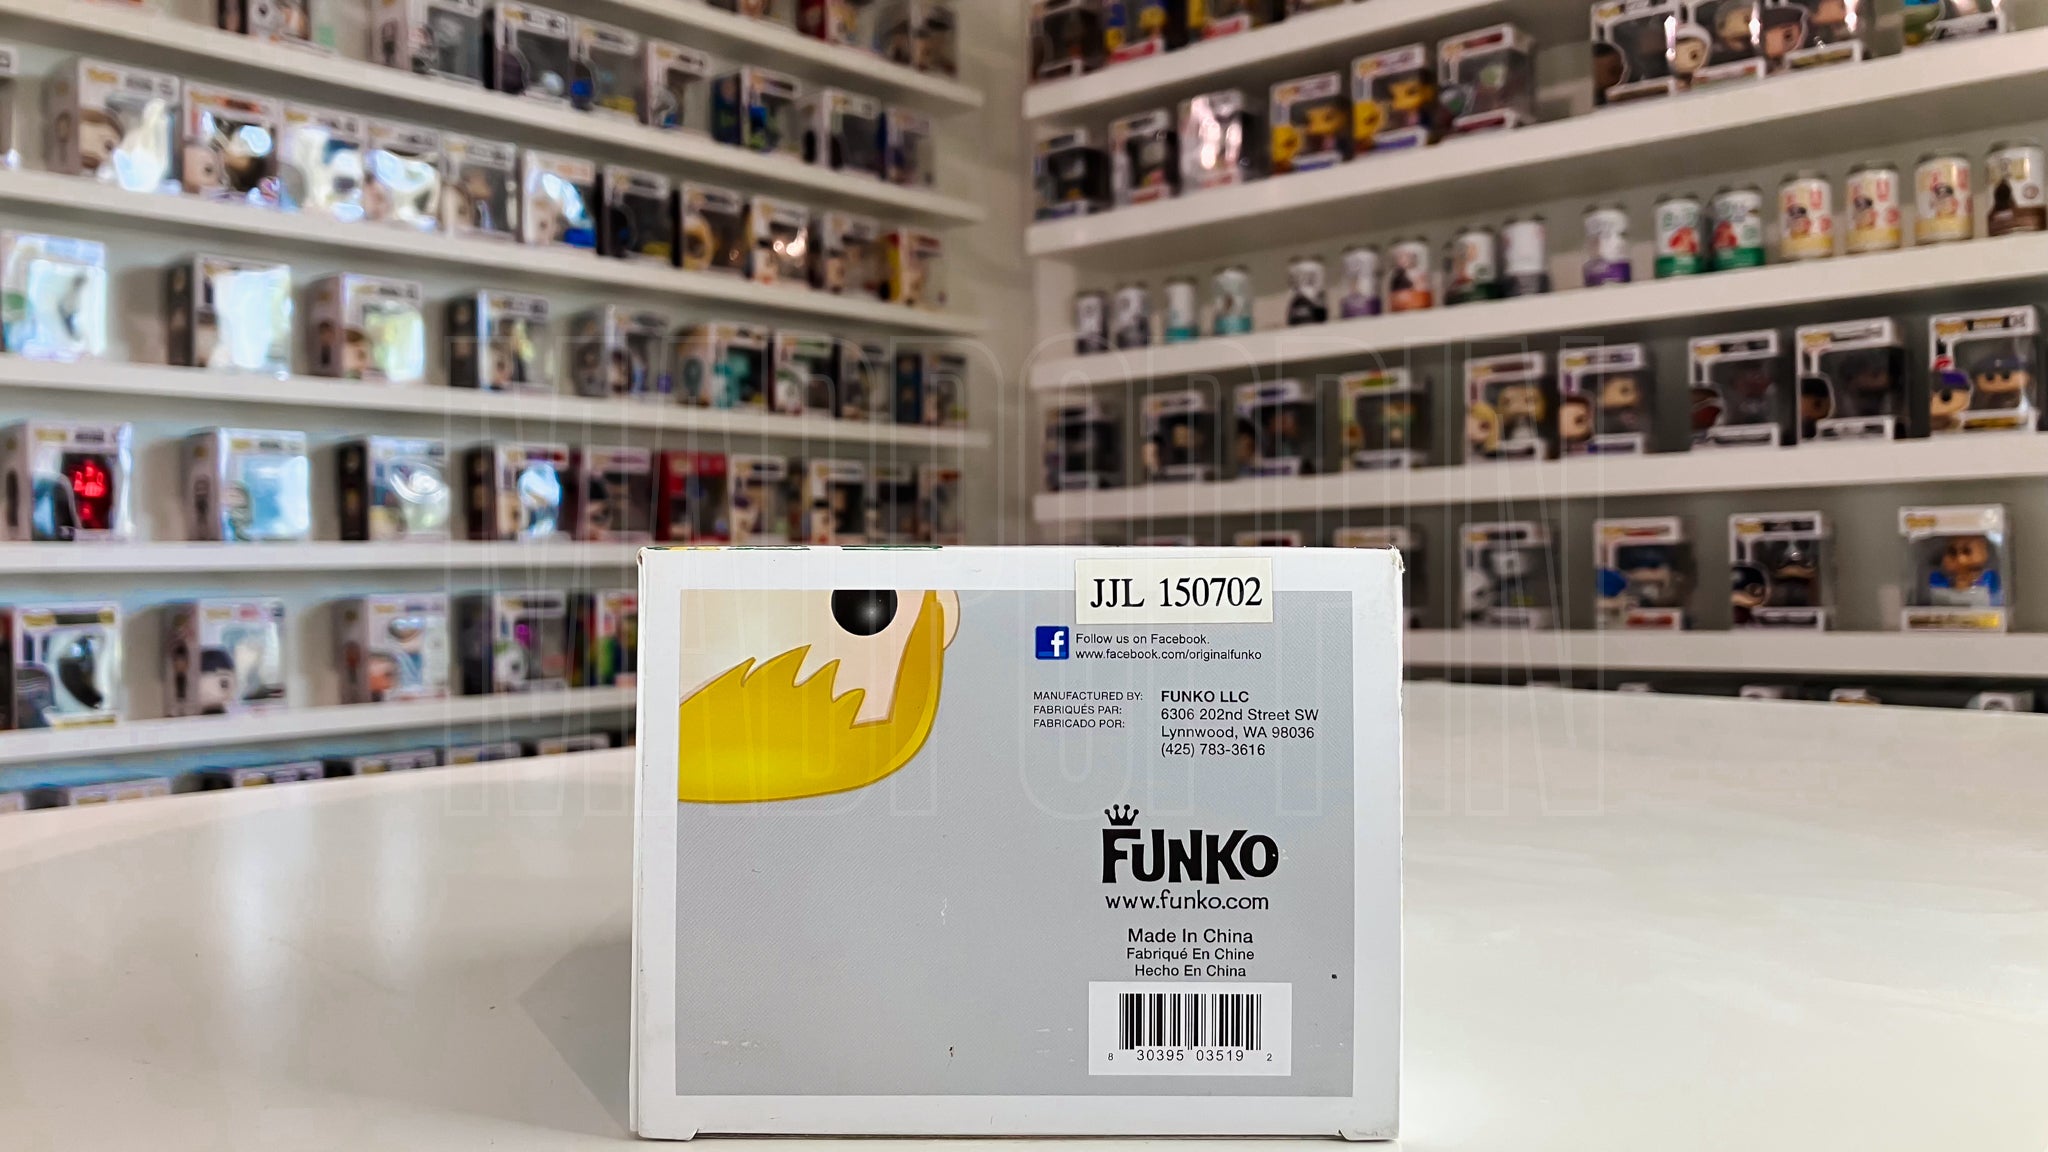 MADPOPPIN
JJL 150702
Follow us on Facebook.
www.facebook.com/originalfunko
MANUFACTURED BY:
FABRIQUÉS PAR:
FABRICADO POR:
FUNKO LLC
6306 202nd Street SW
Lynnwood, WA 98036
(425) 783-3616
FUNKO
www.funko.com
Made In China
Fabriqué En Chine
Hecho En China
8 30395 03519 2